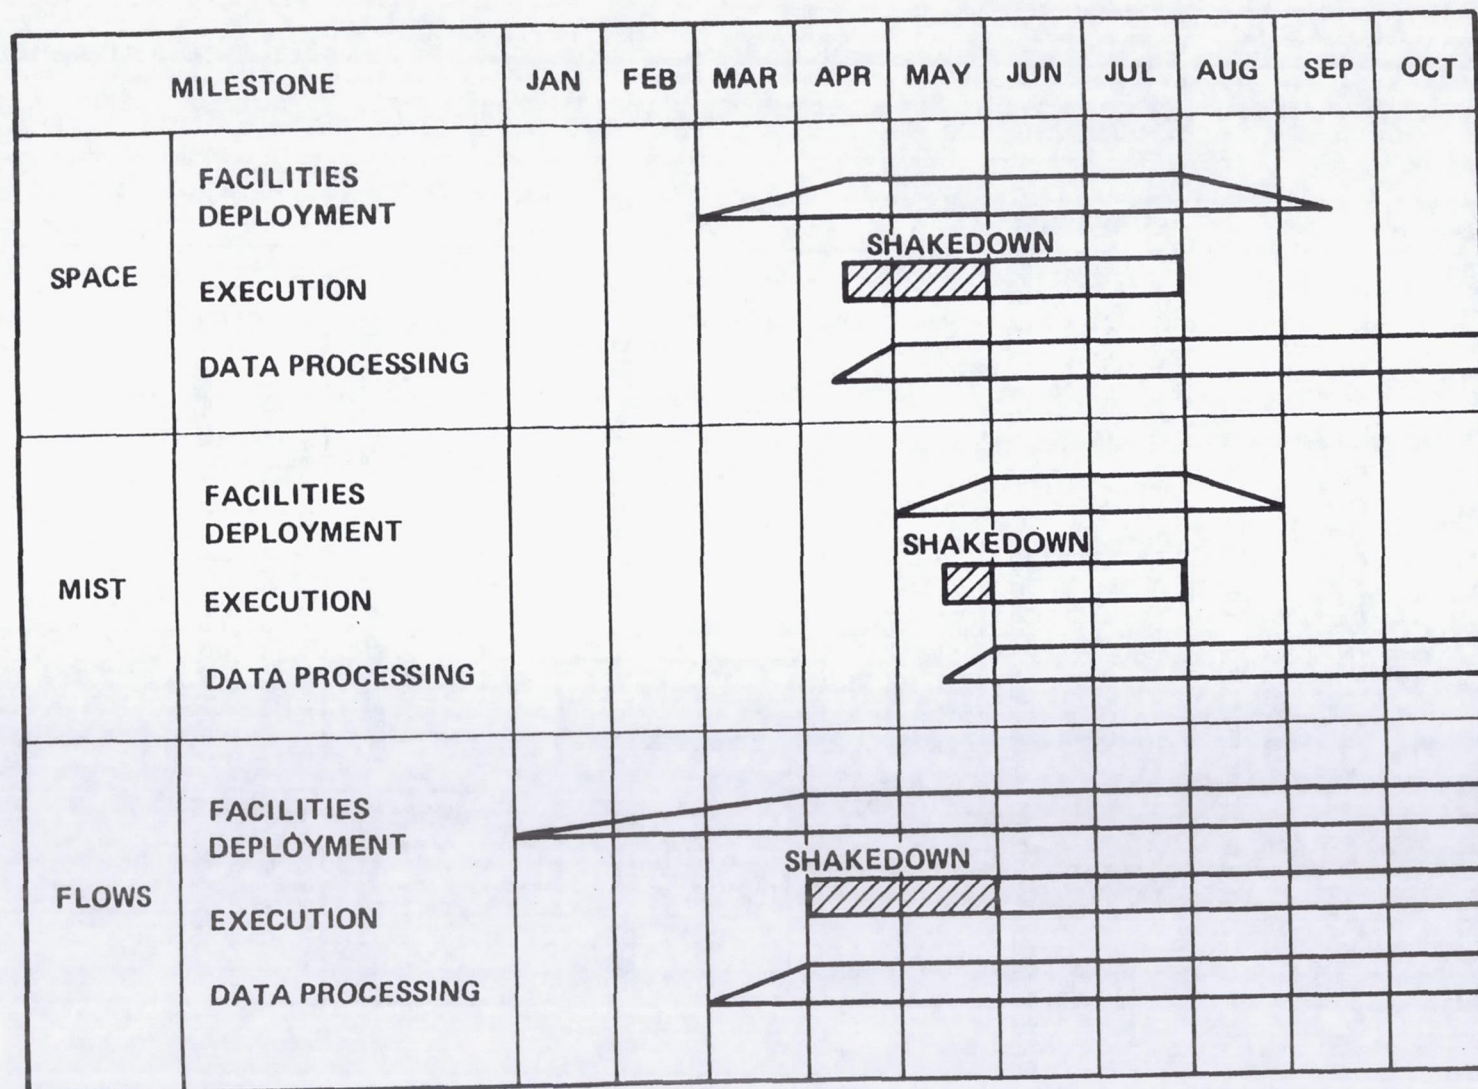 MILESTONE JAN FEB MAR APR MAY JUN JUL AUG SEP OCT
SPACE
FACILITIES
DEPLOYMENT
SHAKEDOWN
EXECUTION
DATA PROCESSING
MIST
FACILITIES
DEPLOYMENT
SHAKEDOWN
EXECUTION
DATA PROCESSING
FLOWS
FACILITIES
DEPLOYMENT
SHAKEDOWN
EXECUTION
DATA PROCESSING